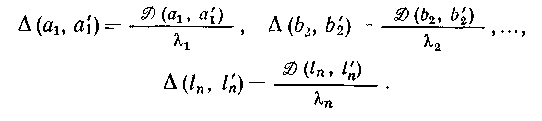 Δ (a₁, a′₁) = 𝒟 (a₁, a′₁) / λ₁ , Δ (b₂, b′₂) - 𝒟 (b₂, b′₂) / λ₂ , ...,
Δ (lₙ, l′ₙ) — 𝒟 (lₙ, l′ₙ) / λₙ .